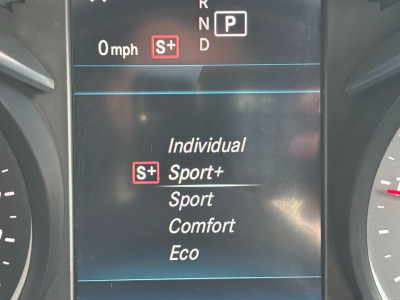 R
N P
0 mph S+ D
Individual
S+ Sport+
Sport
Comfort
Eco